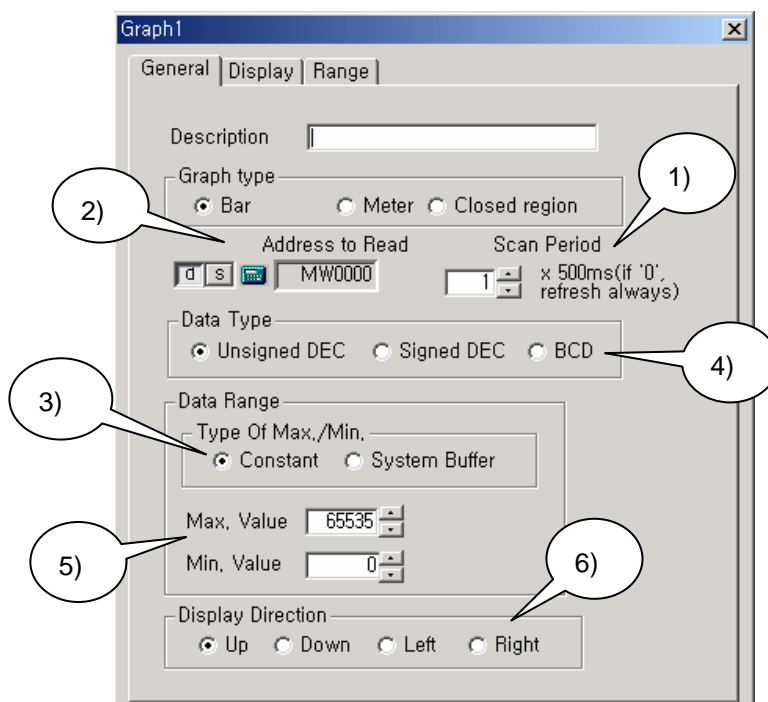 Graph1
General Display Range
Description
Graph type
1)
Bar Meter Closed region
2)
Address to Read Scan Period
d s MW0000 1 x 500ms(if '0',
refresh always)
Data Type
Unsigned DEC Signed DEC BCD
4)
3)
Data Range
Type Of Max./Min.
Constant System Buffer
Max. Value 65535
5)
Min. Value 0
6)
Display Direction
Up Down Left Right